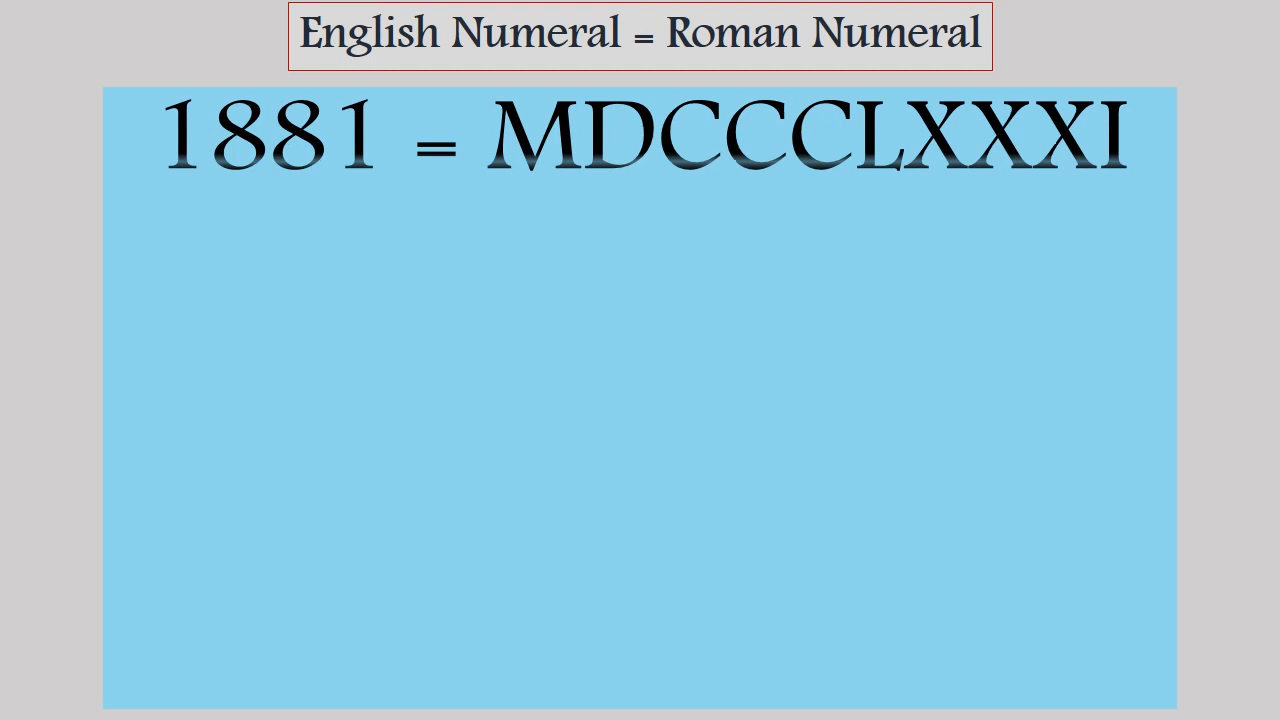 English Numeral = Roman Numeral
1881 = MDCCCLXXXI